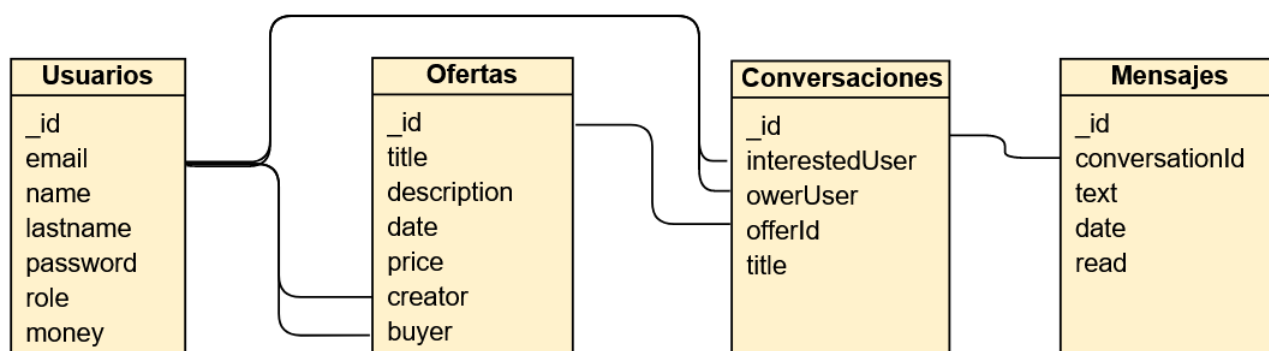 Usuarios
_id
email
name
lastname
password
role
money
Ofertas
_id
title
description
date
price
creator
buyer
Conversaciones
_id
interestedUser
owerUser
offerId
title
Mensajes
_id
conversationId
text
date
read